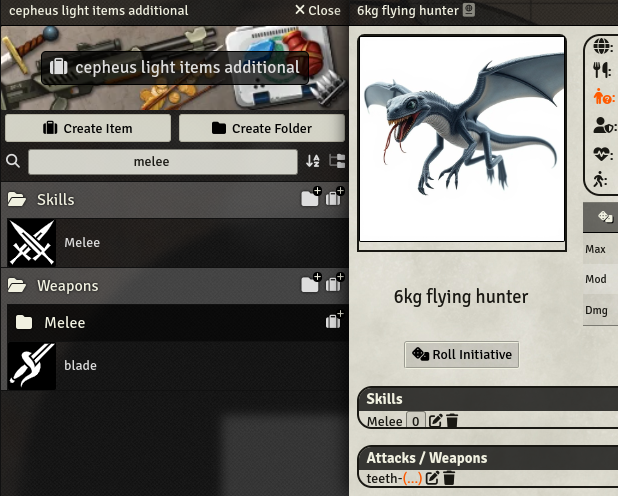 cepheus light items additional
Close
cepheus light items additional
Create Item
Create Folder
melee
Skills
Melee
Weapons
Melee
blade
6kg flying hunter
6kg flying hunter
Roll Initiative
Skills
Melee 0
Attacks / Weapons
teeth-(...)
Max
Mod
Dmg